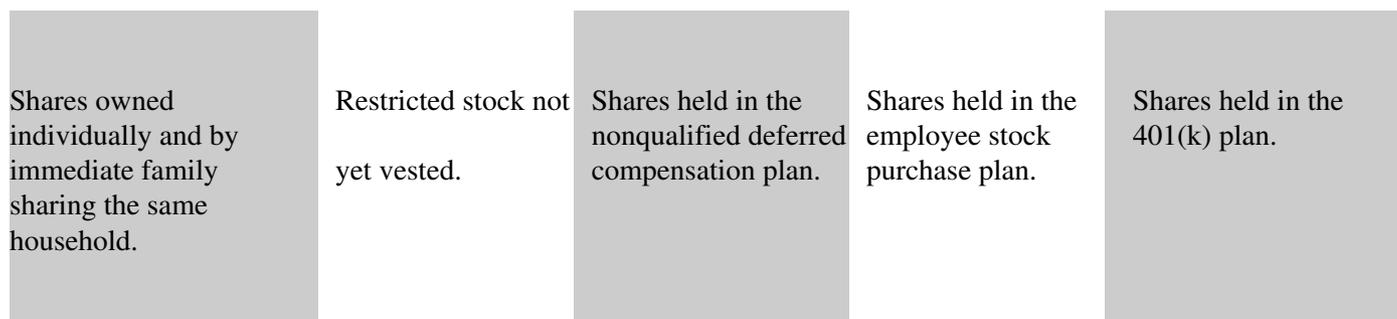 Shares owned
individually and by
immediate family
sharing the same
household.
Restricted stock not
yet vested.
Shares held in the
nonqualified deferred
compensation plan.
Shares held in the
employee stock
purchase plan.
Shares held in the
401(k) plan.